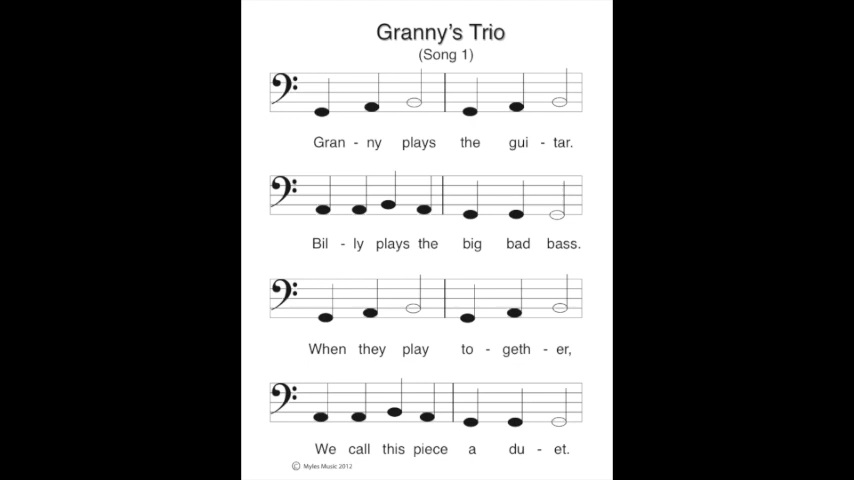 Granny's Trio
(Song 1)
Gran - ny plays the gui - tar.
Bil - ly plays the big bad bass.
When they play to - geth - er,
We call this piece a du - et.
© Myles Music 2012